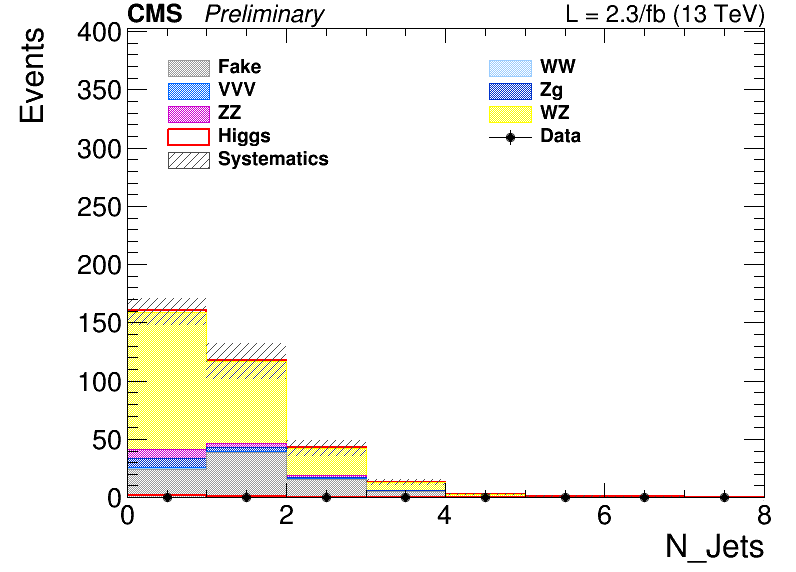 CMS Preliminary L = 2.3/fb (13 TeV)
Events
400
350
300
250
200
150
100
50
0
Fake WW
VVV Zg
ZZ WZ
Higgs Data
Systematics
0 2 4 6 8
N_Jets